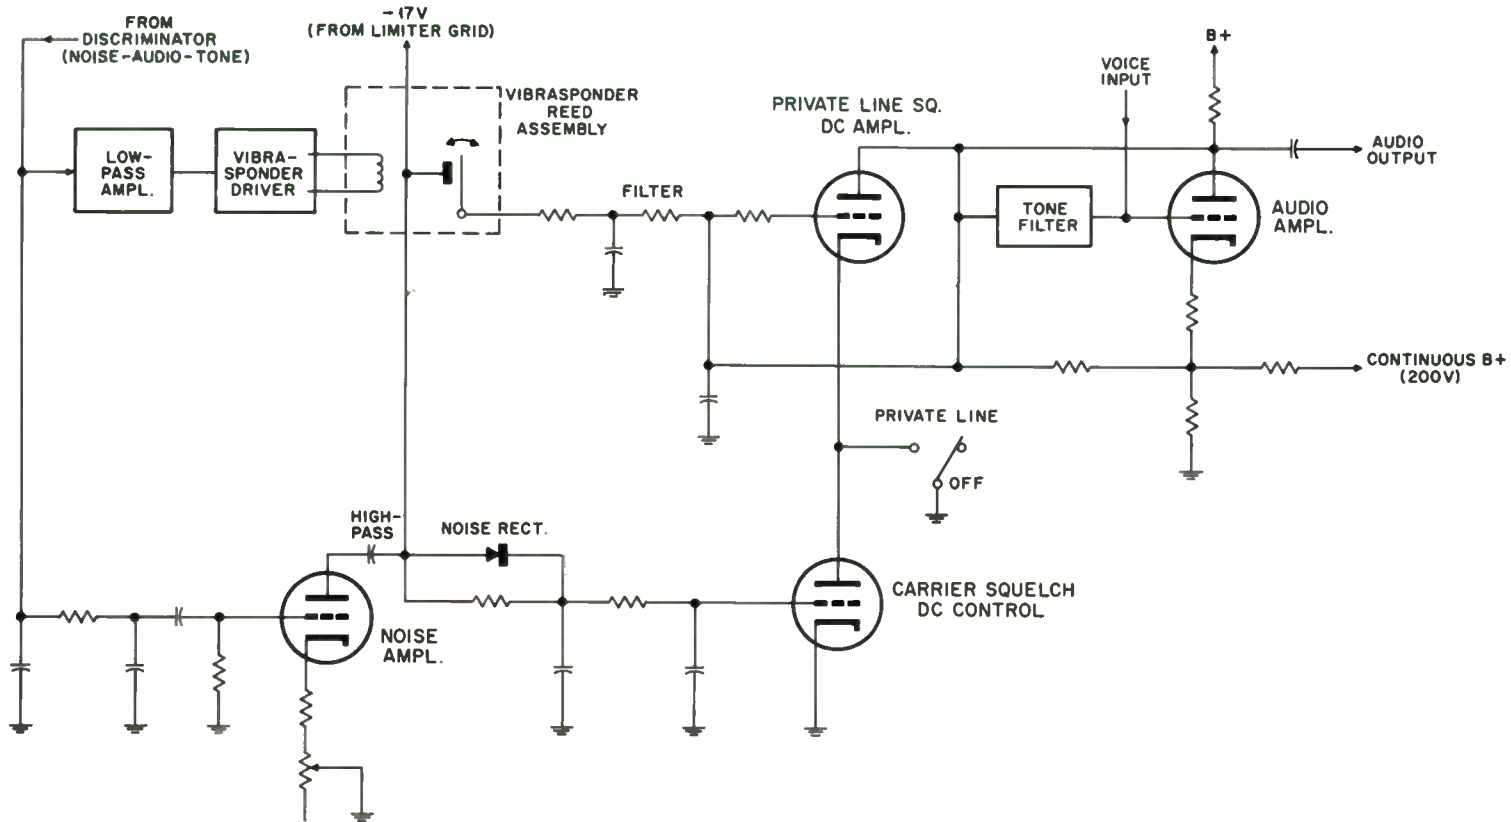 FROM
DISCRIMINATOR
(NOISE-AUDIO-TONE)
-17V
(FROM LIMITER GRID)
B+
VOICE
INPUT
VIBRASPONDER
REED
ASSEMBLY
PRIVATE LINE SQ.
DC AMPL.
LOW-
PASS
AMPL.
VIBRA-
SPONDER
DRIVER
FILTER
TONE
FILTER
AUDIO
OUTPUT
AUDIO
AMPL.
CONTINUOUS B+
(200V)
PRIVATE LINE
OFF
HIGH-
PASS
NOISE RECT.
NOISE
AMPL.
CARRIER SQUELCH
DC CONTROL